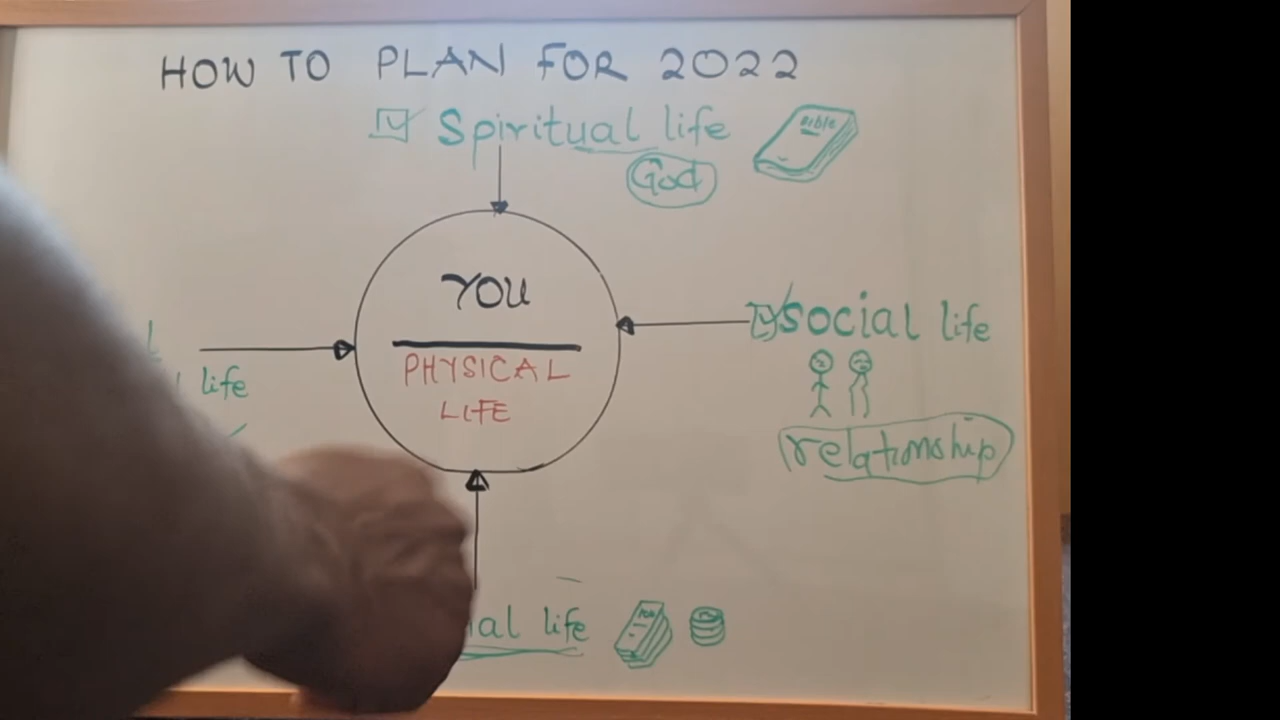 HOW TO PLAN FOR 2022
Spiritual life
Bible
God
YOU
PHYSICAL
LIFE
social life
life
relationship
ial life